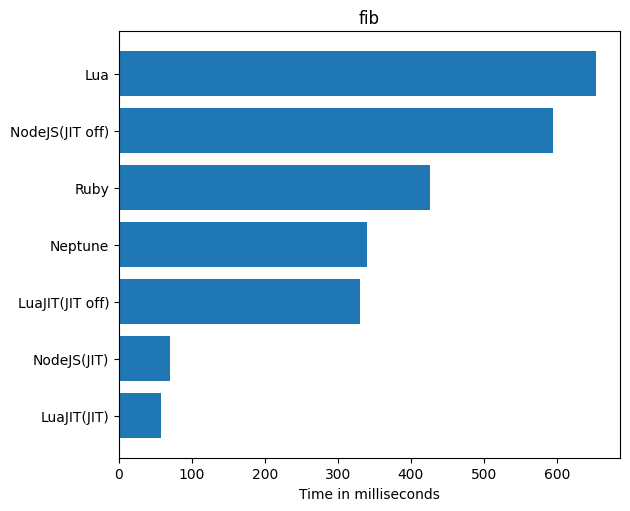 fib
Lua
NodeJS(JIT off)
Ruby
Neptune
LuaJIT(JIT off)
NodeJS(JIT)
LuaJIT(JIT)
0 100 200 300 400 500 600
Time in milliseconds